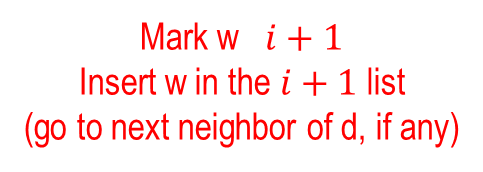 Mark w i + 1
Insert w in the i + 1 list
(go to next neighbor of d, if any)